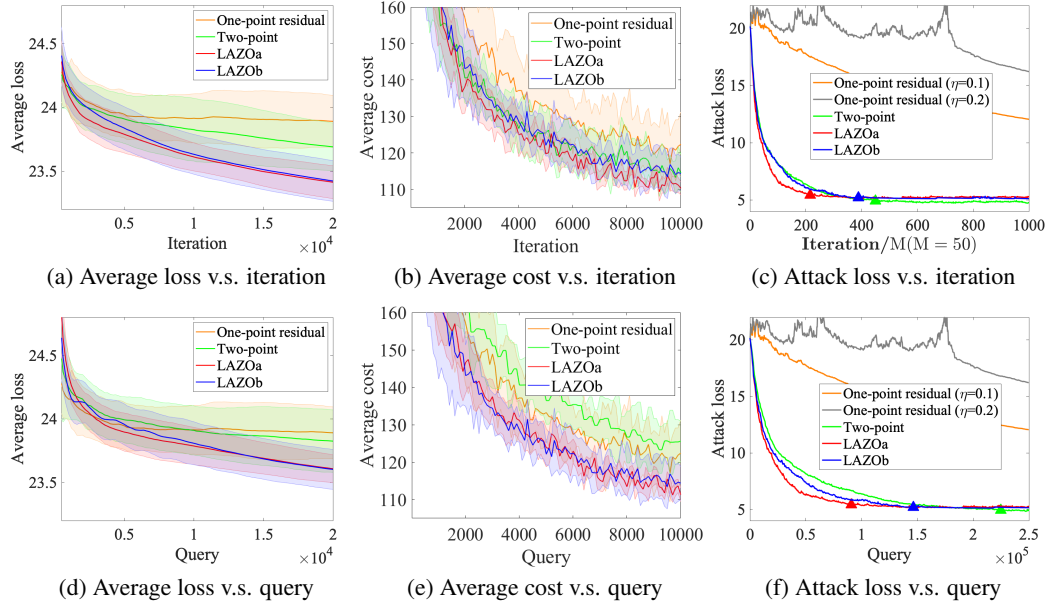 24.6
24
23.5
Average loss
0.5
1
1.5
2
Iteration
×10^4
One-point residual
Two-point
LAZOa
LAZOb
(a) Average loss v.s. iteration
160
150
140
130
120
110
Average cost
2000
4000
6000
8000
10000
Iteration
One-point residual
Two-point
LAZOa
LAZOb
(b) Average cost v.s. iteration
20
15
10
5
Attack loss
0
200
400
600
800
1000
Iteration/M(M = 50)
One-point residual (η=0.1)
One-point residual (η=0.2)
Two-point
LAZOa
LAZOb
(c) Attack loss v.s. iteration
24.5
24
23.5
Average loss
0.5
1
1.5
2
Query
×10^4
One-point residual
Two-point
LAZOa
LAZOb
(d) Average loss v.s. query
160
150
140
130
120
110
Average cost
2000
4000
6000
8000
10000
Query
One-point residual
Two-point
LAZOa
LAZOb
(e) Average cost v.s. query
20
15
10
5
Attack loss
0
0.5
1
1.5
2
2.5
Query
×10^5
One-point residual (η=0.1)
One-point residual (η=0.2)
Two-point
LAZOa
LAZOb
(f) Attack loss v.s. query